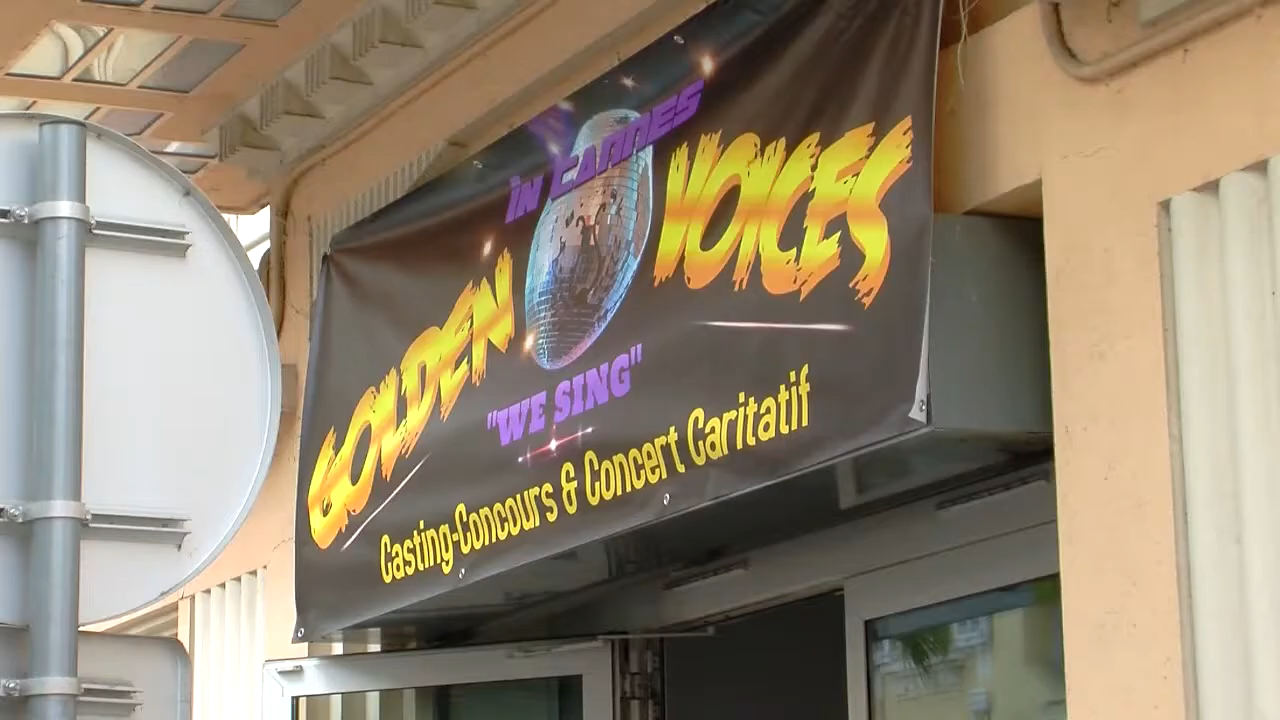 In Cannes
GOLDEN VOICES
"WE SING"
Casting-Concours & Concert Caritatif